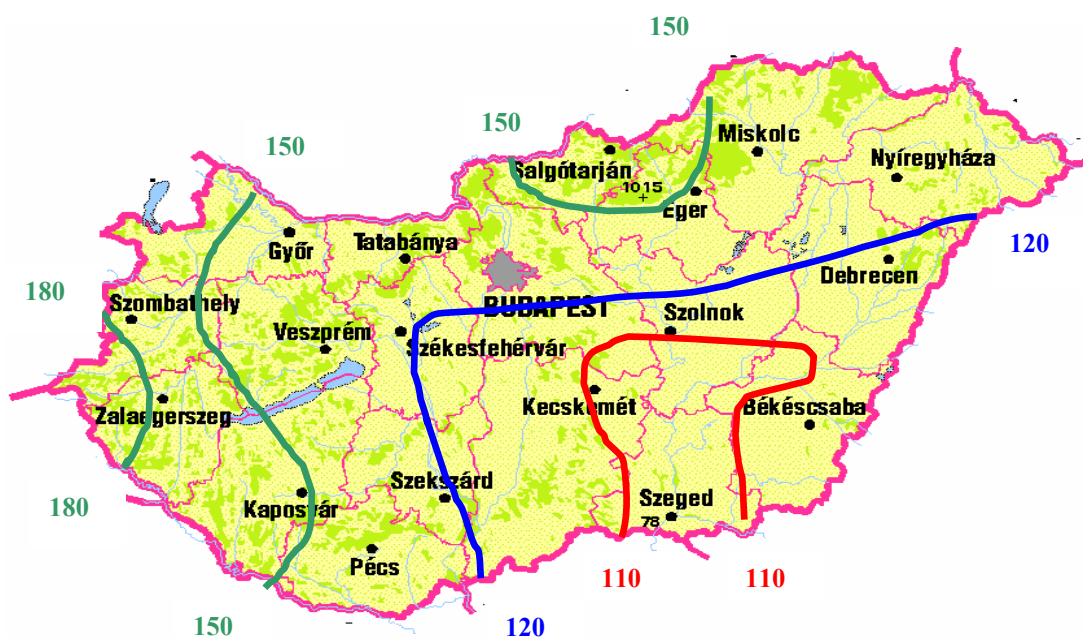 150
150
150
Miskolc
Salgótarján
Nyíregyháza
1015
Eger
Győr
Tatabánya
120
Debrecen
180
Szombathely
BUDAPEST
Szolnok
Veszprém
Székesfehérvár
Zalaegerszeg
Kecskemét
Békéscsaba
Szekszárd
Kaposvár
Szeged
180
78
Pécs
110
110
150
120